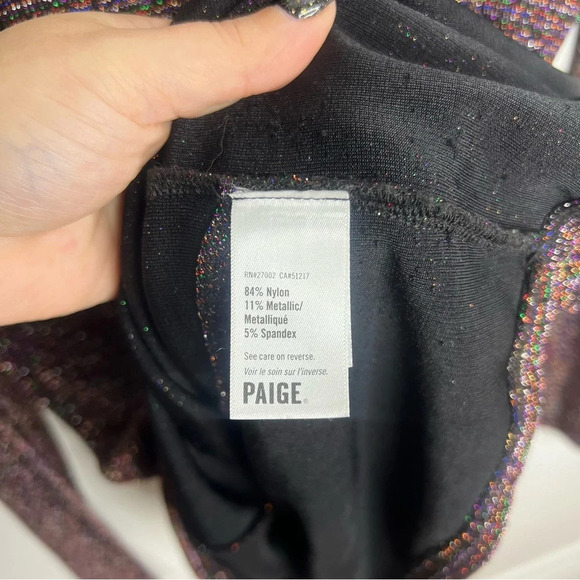 RN#27002 CA#51217
84% Nylon
11% Metallic/
Metalliqué
5% Spandex
See care on reverse.
Voir le soin sur l'inverse.
PAIGE®